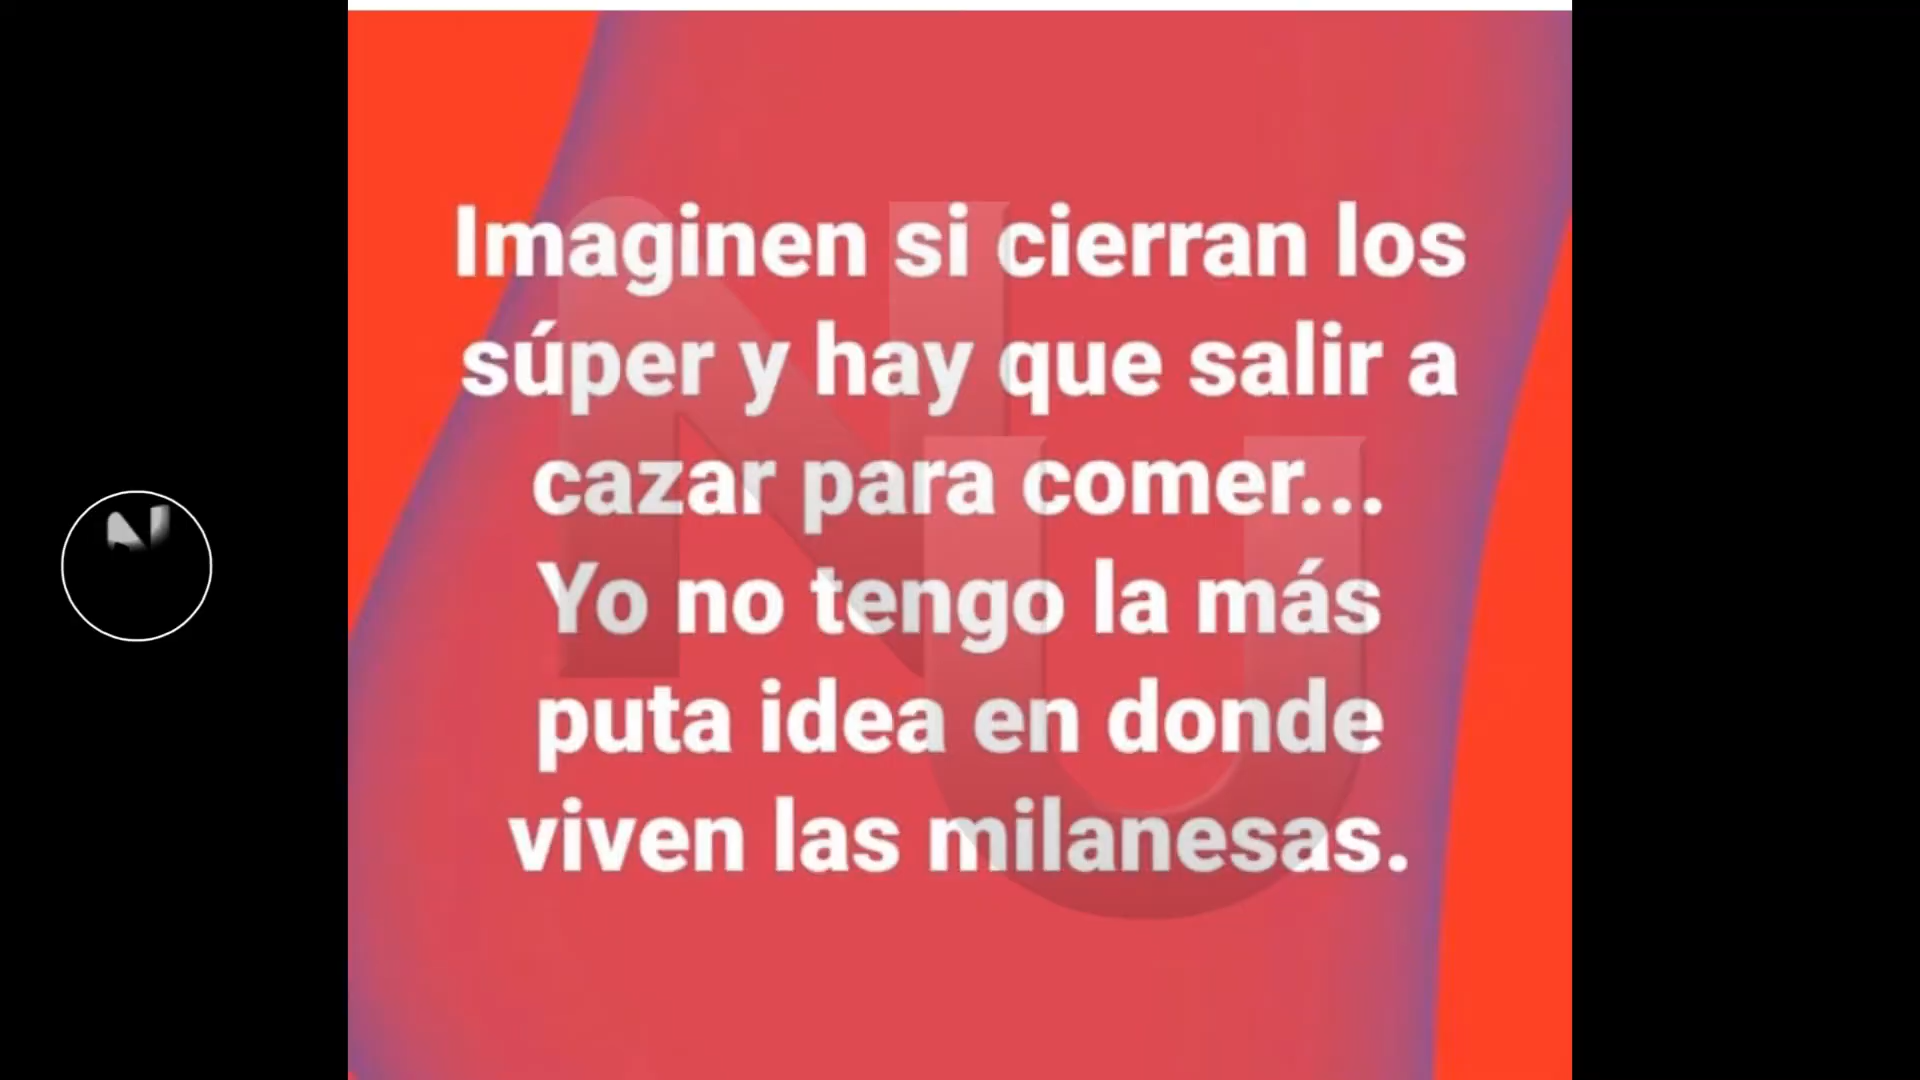 Imaginen si cierran los
súper y hay que salir a
cazar para comer...
Yo no tengo la más
puta idea en donde
viven las milanesas.
NU